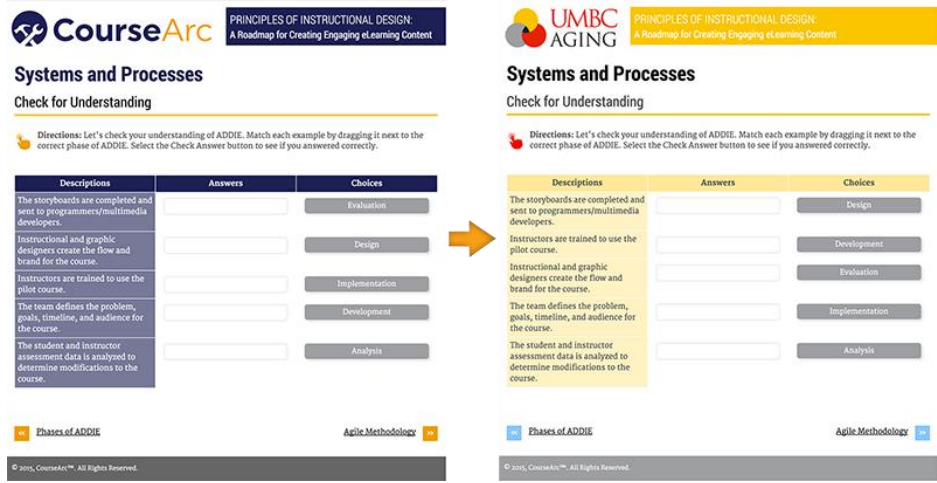 CourseArc
PRINCIPLES OF INSTRUCTIONAL DESIGN:
A Roadmap for Creating Engaging eLearning Content
Systems and Processes
Check for Understanding
Directions: Let's check your understanding of ADDIE. Match each example by dragging it next to the
correct phase of ADDIE. Select the Check Answer button to see if you answered correctly.
Descriptions Answers Choices
The storyboards are completed and
sent to programmers/multimedia
developers.
Evaluation
Instructional and graphic
designers create the flow and
brand for the course.
Design
Instructors are trained to use the
pilot course.
Implementation
The team defines the problem,
goals, timeline, and audience for
the course.
Development
The student and instructor
assessment data is analyzed to
determine modifications to the
course.
Analysis
« Phases of ADDIE
Agile Methodology »
© 2015, CourseArc™. All Rights Reserved.
UMBC
AGING
PRINCIPLES OF INSTRUCTIONAL DESIGN:
A Roadmap for Creating Engaging eLearning Content
Systems and Processes
Check for Understanding
Directions: Let's check your understanding of ADDIE. Match each example by dragging it next to the
correct phase of ADDIE. Select the Check Answer button to see if you answered correctly.
Descriptions Answers Choices
The storyboards are completed and
sent to programmers/multimedia
developers.
Design
Instructors are trained to use the
pilot course.
Development
Instructional and graphic
designers create the flow and
brand for the course.
Evaluation
The team defines the problem,
goals, timeline, and audience for
the course.
Implementation
The student and instructor
assessment data is analyzed to
determine modifications to the
course.
Analysis
« Phases of ADDIE
Agile Methodology »
© 2015, CourseArc™. All Rights Reserved.